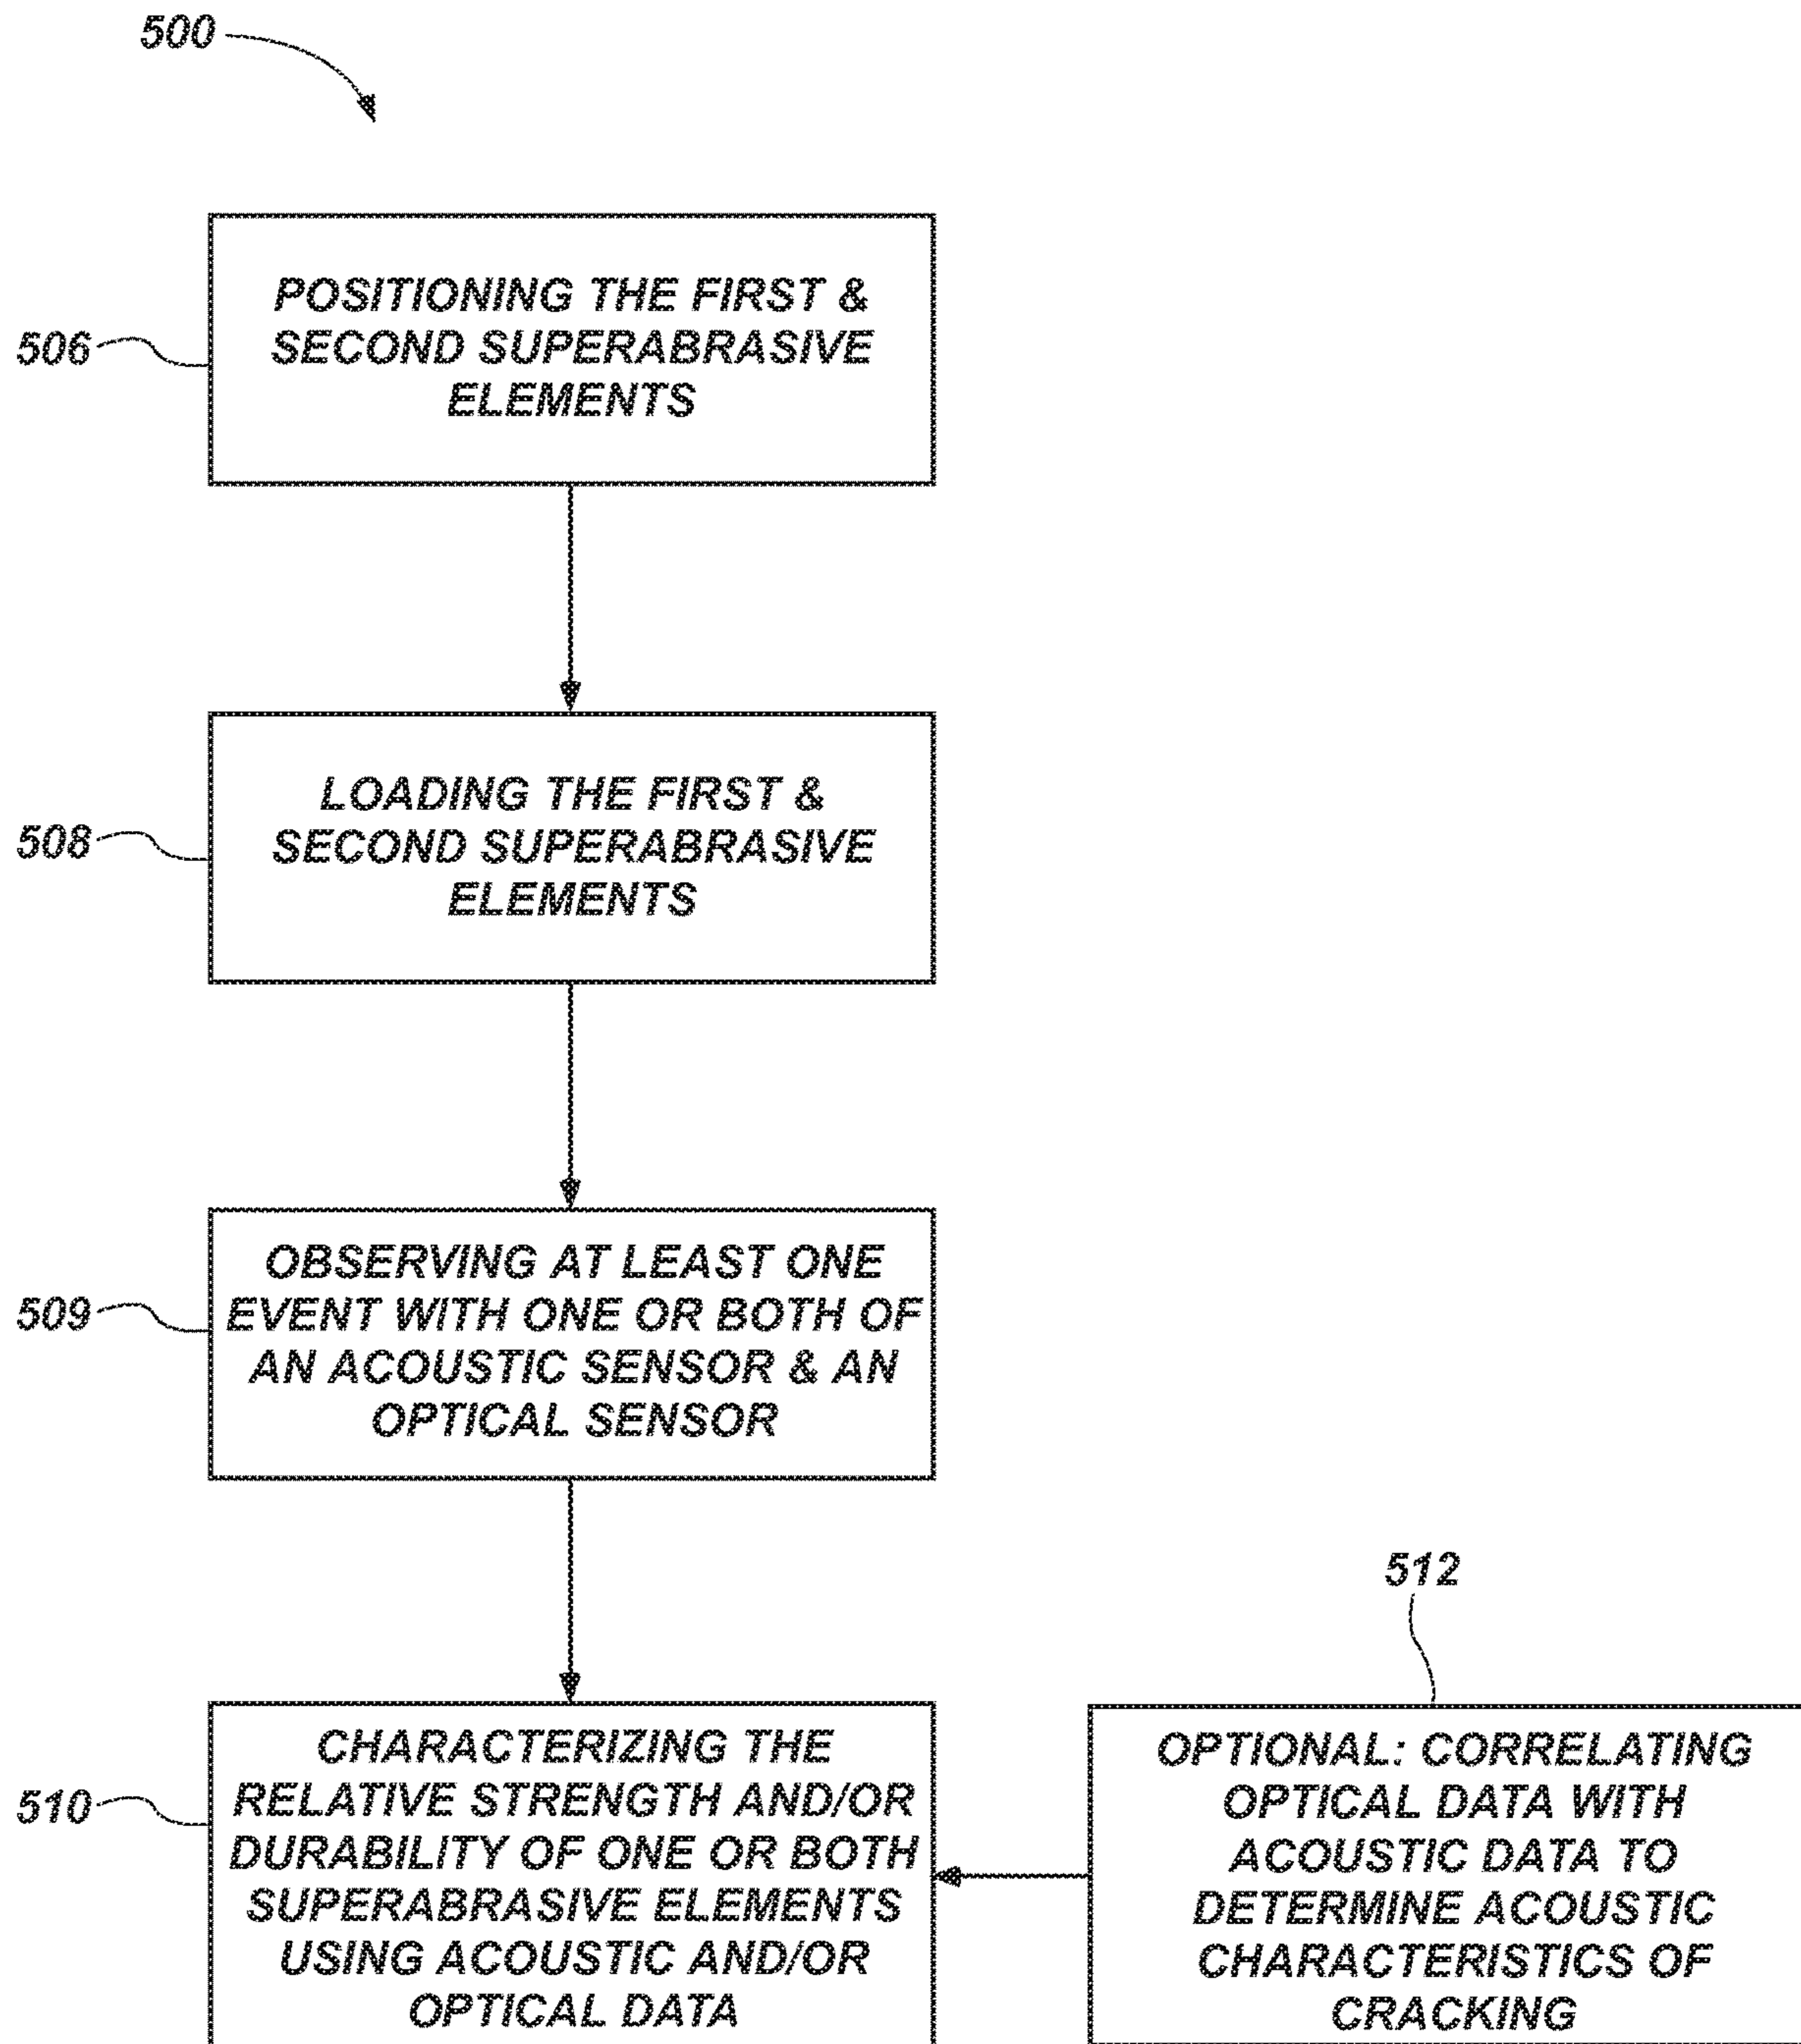 500
506
POSITIONING THE FIRST &
SECOND SUPERABRASIVE
ELEMENTS
508
LOADING THE FIRST &
SECOND SUPERABRASIVE
ELEMENTS
509
OBSERVING AT LEAST ONE
EVENT WITH ONE OR BOTH OF
AN ACOUSTIC SENSOR & AN
OPTICAL SENSOR
510
CHARACTERIZING THE
RELATIVE STRENGTH AND/OR
DURABILITY OF ONE OR BOTH
SUPERABRASIVE ELEMENTS
USING ACOUSTIC AND/OR
OPTICAL DATA
512
OPTIONAL: CORRELATING
OPTICAL DATA WITH
ACOUSTIC DATA TO
DETERMINE ACOUSTIC
CHARACTERISTICS OF
CRACKING